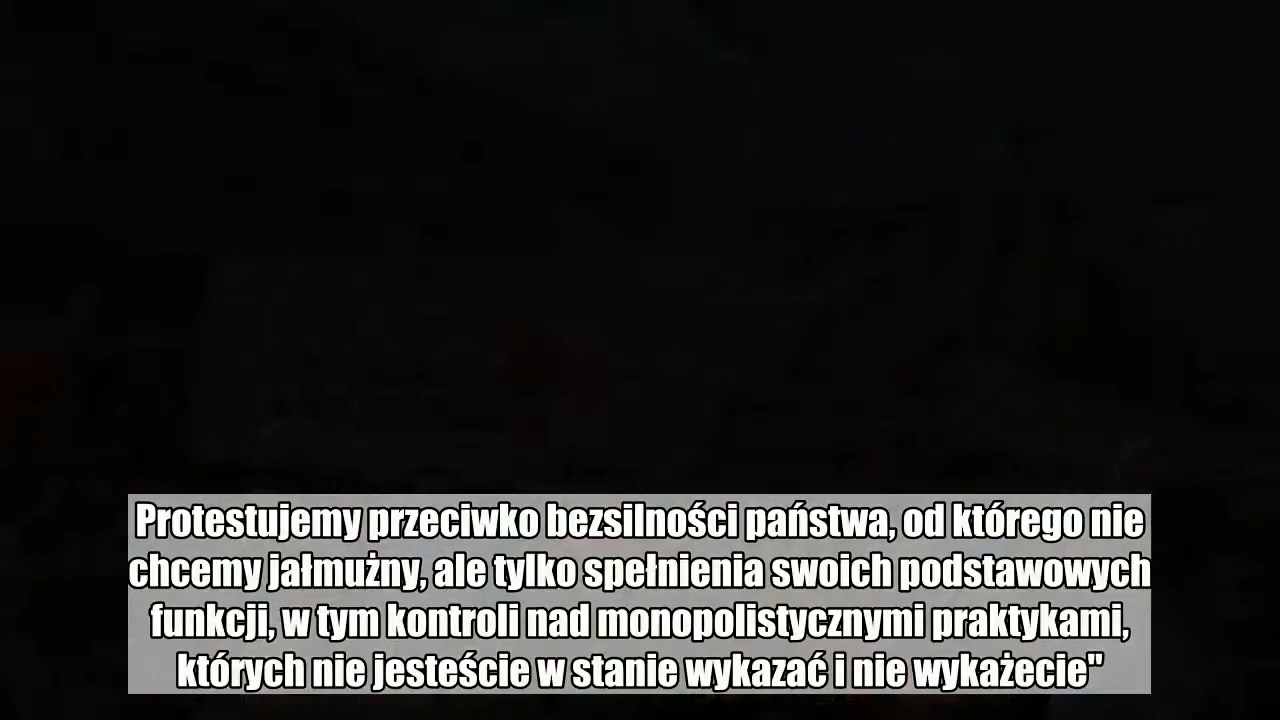 Protestujemy przeciwko bezsilności państwa, od którego nie
chcemy jałmużny, ale tylko spełnienia swoich podstawowych
funkcji, w tym kontroli nad monopolistycznymi praktykami,
których nie jesteście w stanie wykazać i nie wykażecie"